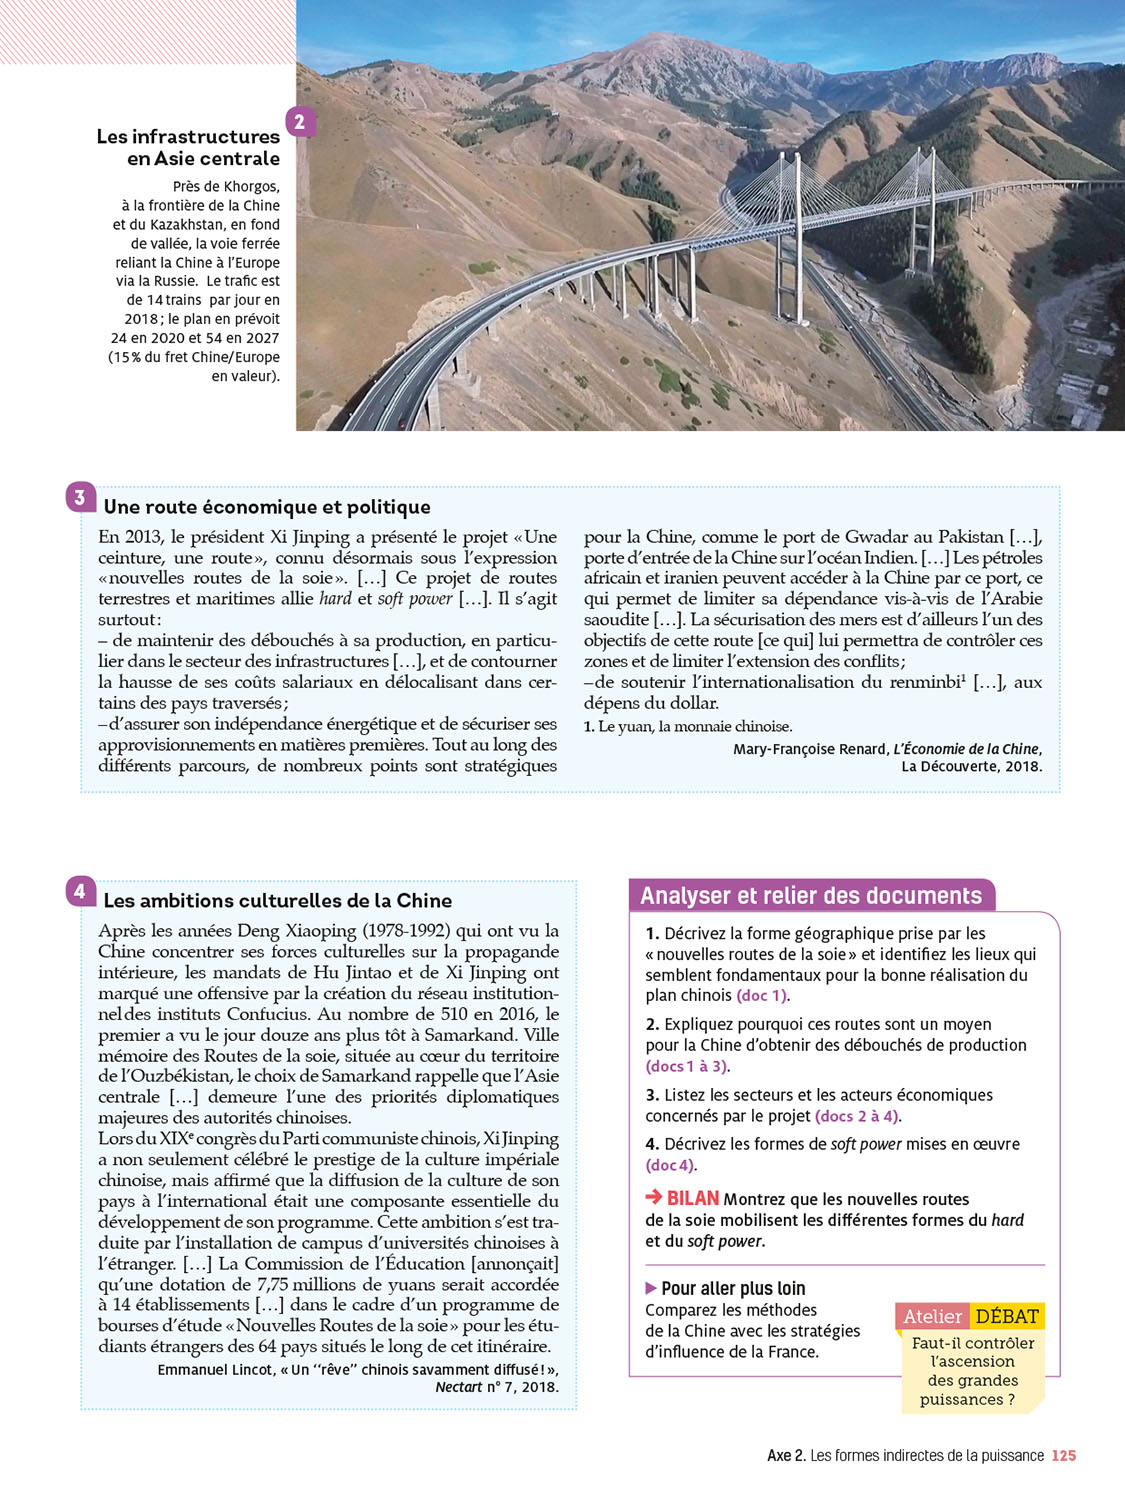 2
Les infrastructures
en Asie centrale
Près de Khorgos,
à la frontière de la Chine
et du Kazakhstan, en fond
de vallée, la voie ferrée
reliant la Chine à l'Europe
via la Russie. Le trafic est
de 14 trains par jour en
2018 ; le plan en prévoit
24 en 2020 et 54 en 2027
(15 % du fret Chine/Europe
en valeur).
3
Une route économique et politique
En 2013, le président Xi Jinping a présenté le projet « Une
ceinture, une route », connu désormais sous l'expression
« nouvelles routes de la soie ». […] Ce projet de routes
terrestres et maritimes allie hard et soft power […]. Il s'agit
surtout :
– de maintenir des débouchés à sa production, en particu-
lier dans le secteur des infrastructures […], et de contourner
la hausse de ses coûts salariaux en délocalisant dans cer-
tains des pays traversés ;
– d'assurer son indépendance énergétique et de sécuriser ses
approvisionnements en matières premières. Tout au long des
différents parcours, de nombreux points sont stratégiques
pour la Chine, comme le port de Gwadar au Pakistan […],
porte d'entrée de la Chine sur l'océan Indien. […] Les pétroles
africain et iranien peuvent accéder à la Chine par ce port, ce
qui permet de limiter sa dépendance vis-à-vis de l'Arabie
saoudite […]. La sécurisation des mers est d'ailleurs l'un des
objectifs de cette route [ce qui] lui permettra de contrôler ces
zones et de limiter l'extension des conflits ;
– de soutenir l'internationalisation du renminbi¹ […], aux
dépens du dollar.
1. Le yuan, la monnaie chinoise.
Mary-Françoise Renard, L'Économie de la Chine,
La Découverte, 2018.
4
Les ambitions culturelles de la Chine
Après les années Deng Xiaoping (1978-1992) qui ont vu la
Chine concentrer ses forces culturelles sur la propagande
intérieure, les mandats de Hu Jintao et de Xi Jinping ont
marqué une offensive par la création du réseau institution-
nel des instituts Confucius. Au nombre de 510 en 2016, le
premier a vu le jour douze ans plus tôt à Samarkand. Ville
mémoire des Routes de la soie, située au cœur du territoire
de l'Ouzbékistan, le choix de Samarkand rappelle que l'Asie
centrale […] demeure l'une des priorités diplomatiques
majeures des autorités chinoises.
Lors du XIXᵉ congrès du Parti communiste chinois, Xi Jinping
a non seulement célébré le prestige de la culture impériale
chinoise, mais affirmé que la diffusion de la culture de son
pays à l'international était une composante essentielle du
développement de son programme. Cette ambition s'est tra-
duite par l'installation de campus d'universités chinoises à
l'étranger. […] La Commission de l'Éducation [annonçait]
qu'une dotation de 7,75 millions de yuans serait accordée
à 14 établissements […] dans le cadre d'un programme de
bourses d'étude « Nouvelles Routes de la soie » pour les étu-
diants étrangers des 64 pays situés le long de cet itinéraire.
Emmanuel Lincot, « Un “rêve” chinois savamment diffusé ! »,
Nectart n° 7, 2018.
Analyser et relier des documents
1. Décrivez la forme géographique prise par les
« nouvelles routes de la soie » et identifiez les lieux qui
semblent fondamentaux pour la bonne réalisation du
plan chinois (doc 1).
2. Expliquez pourquoi ces routes sont un moyen
pour la Chine d'obtenir des débouchés de production
(docs 1 à 3).
3. Listez les secteurs et les acteurs économiques
concernés par le projet (docs 2 à 4).
4. Décrivez les formes de soft power mises en œuvre
(doc 4).
→ BILAN Montrez que les nouvelles routes
de la soie mobilisent les différentes formes du hard
et du soft power.
▶ Pour aller plus loin
Comparez les méthodes
de la Chine avec les stratégies
d'influence de la France.
Atelier DÉBAT
Faut-il contrôler
l'ascension
des grandes
puissances ?
Axe 2. Les formes indirectes de la puissance 125